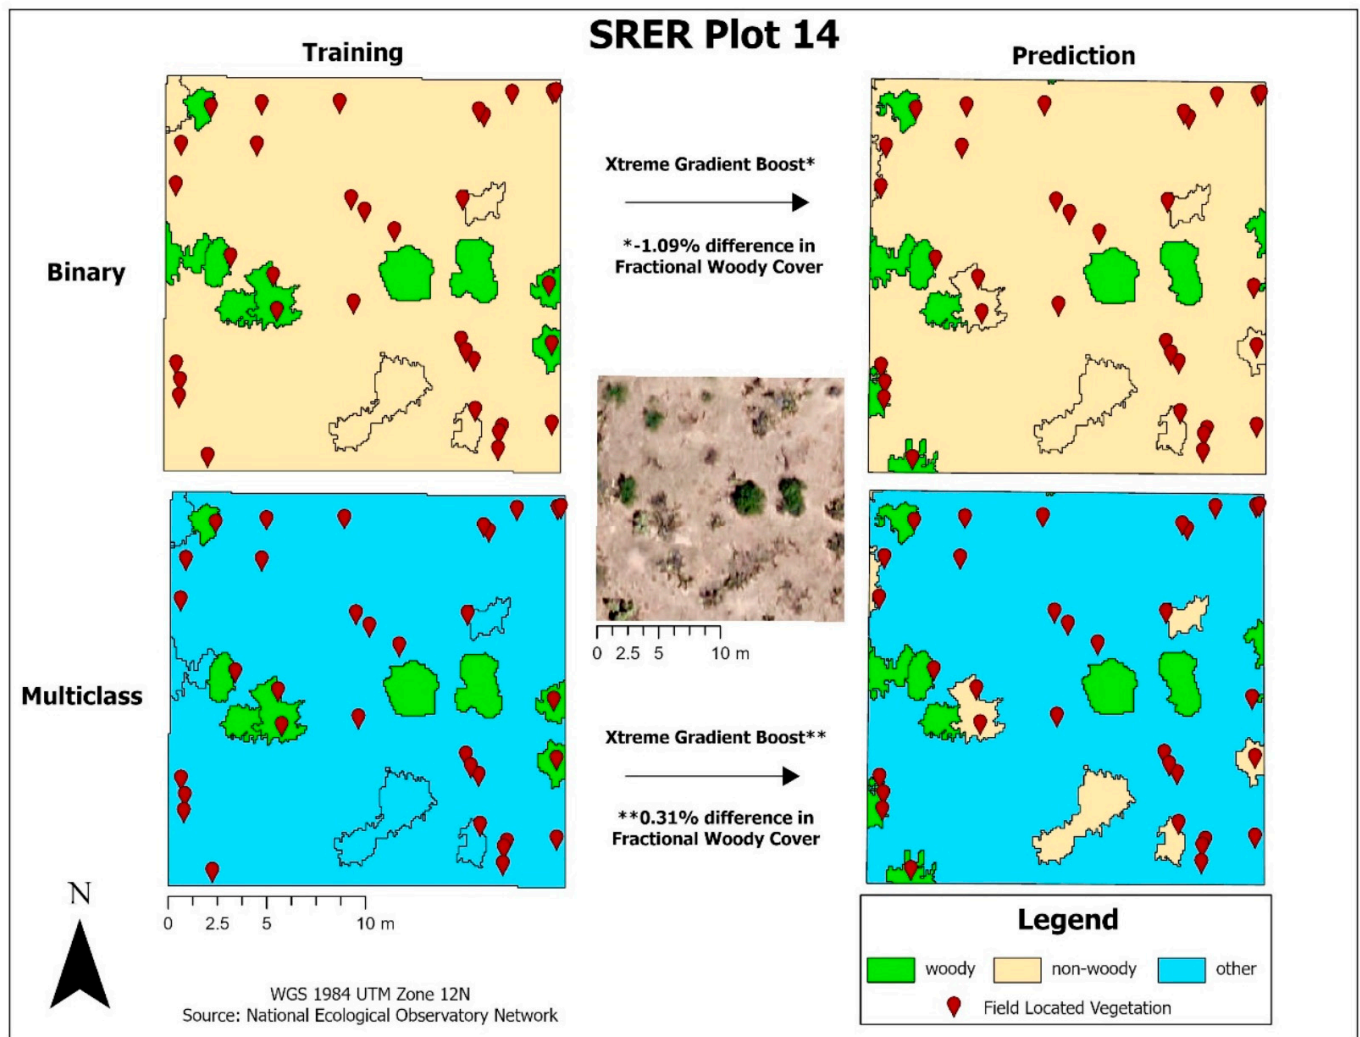 SRER Plot 14
Training
Prediction
Binary
Xtreme Gradient Boost*
*-1.09% difference in
Fractional Woody Cover
0 2.5 5 10 m
Multiclass
Xtreme Gradient Boost**
**0.31% difference in
Fractional Woody Cover
N
0 2.5 5 10 m
WGS 1984 UTM Zone 12N
Source: National Ecological Observatory Network
Legend
woody
non-woody
other
Field Located Vegetation